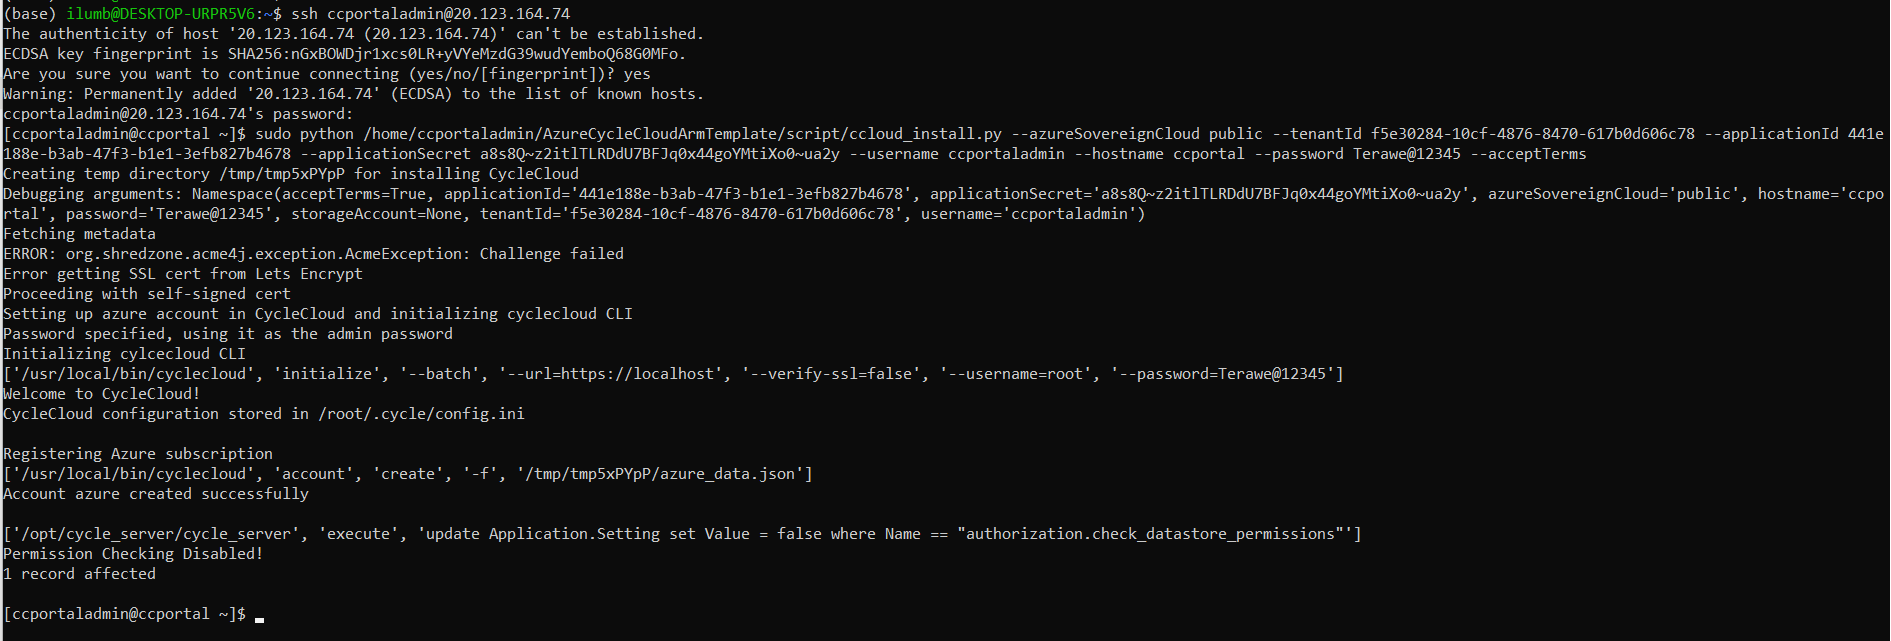 (base) ilumb@DESKTOP-URPR5V6:~$ ssh ccportaladmin@20.123.164.74
The authenticity of host '20.123.164.74 (20.123.164.74)' can't be established.
ECDSA key fingerprint is SHA256:nGxBOWDjr1xcs0LR+yVYeMzdG39wudYemboQ68G0MFo.
Are you sure you want to continue connecting (yes/no/[fingerprint])? yes
Warning: Permanently added '20.123.164.74' (ECDSA) to the list of known hosts.
ccportaladmin@20.123.164.74's password:
[ccportaladmin@ccportal ~]$ sudo python /home/ccportaladmin/AzureCycleCloudArmTemplate/script/ccloud_install.py --azureSovereignCloud public --tenantId f5e30284-10cf-4876-8470-617b0d606c78 --applicationId 441e
188e-b3ab-47f3-b1e1-3efb827b4678 --applicationSecret a8s8Q~z2itlTLRDdU7BFJq0x44goYMtiXo0~ua2y --username ccportaladmin --hostname ccportal --password Terawe@12345 --acceptTerms
Creating temp directory /tmp/tmp5xPYpP for installing CycleCloud
Debugging arguments: Namespace(acceptTerms=True, applicationId='441e188e-b3ab-47f3-b1e1-3efb827b4678', applicationSecret='a8s8Q~z2itlTLRDdU7BFJq0x44goYMtiXo0~ua2y', azureSovereignCloud='public', hostname='ccpo
rtal', password='Terawe@12345', storageAccount=None, tenantId='f5e30284-10cf-4876-8470-617b0d606c78', username='ccportaladmin')
Fetching metadata
ERROR: org.shredzone.acme4j.exception.AcmeException: Challenge failed
Error getting SSL cert from Lets Encrypt
Proceeding with self-signed cert
Setting up azure account in CycleCloud and initializing cyclecloud CLI
Password specified, using it as the admin password
Initializing cylcecloud CLI
['/usr/local/bin/cyclecloud', 'initialize', '--batch', '--url=https://localhost', '--verify-ssl=false', '--username=root', '--password=Terawe@12345']
Welcome to CycleCloud!
CycleCloud configuration stored in /root/.cycle/config.ini
Registering Azure subscription
['/usr/local/bin/cyclecloud', 'account', 'create', '-f', '/tmp/tmp5xPYpP/azure_data.json']
Account azure created successfully
['/opt/cycle_server/cycle_server', 'execute', 'update Application.Setting set Value = false where Name == "authorization.check_datastore_permissions"']
Permission Checking Disabled!
1 record affected
[ccportaladmin@ccportal ~]$